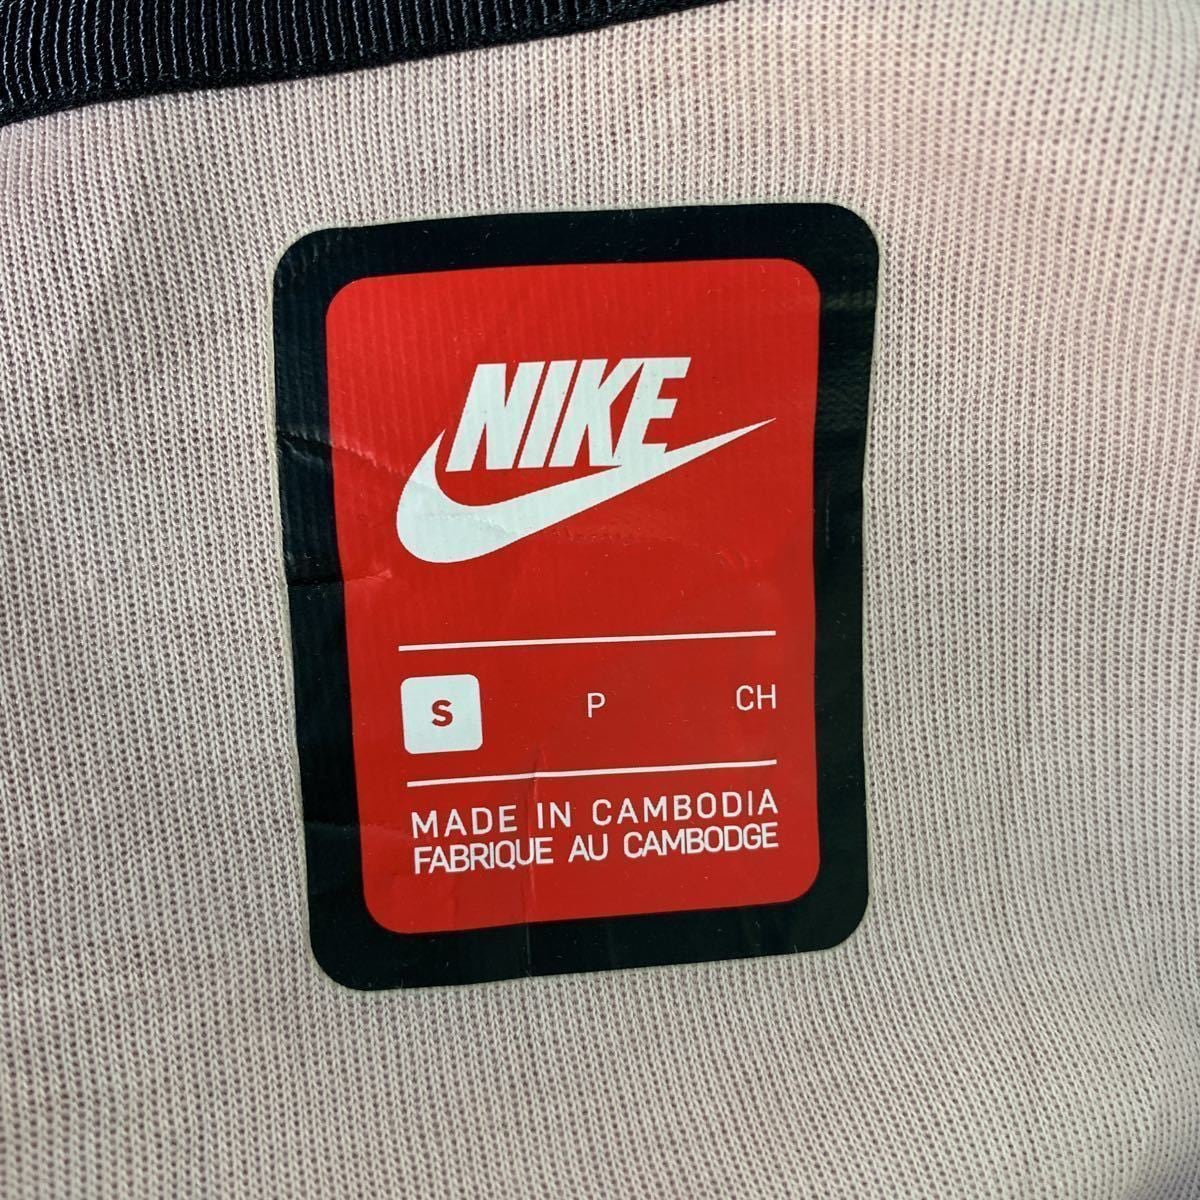 NIKE
S P CH
MADE IN CAMBODIA
FABRIQUE AU CAMBODGE